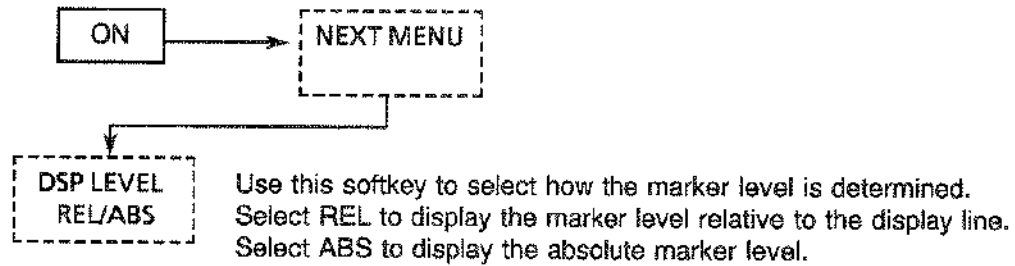 ON
NEXT MENU
DSP LEVEL
REL/ABS
Use this softkey to select how the marker level is determined.
Select REL to display the marker level relative to the display line.
Select ABS to display the absolute marker level.